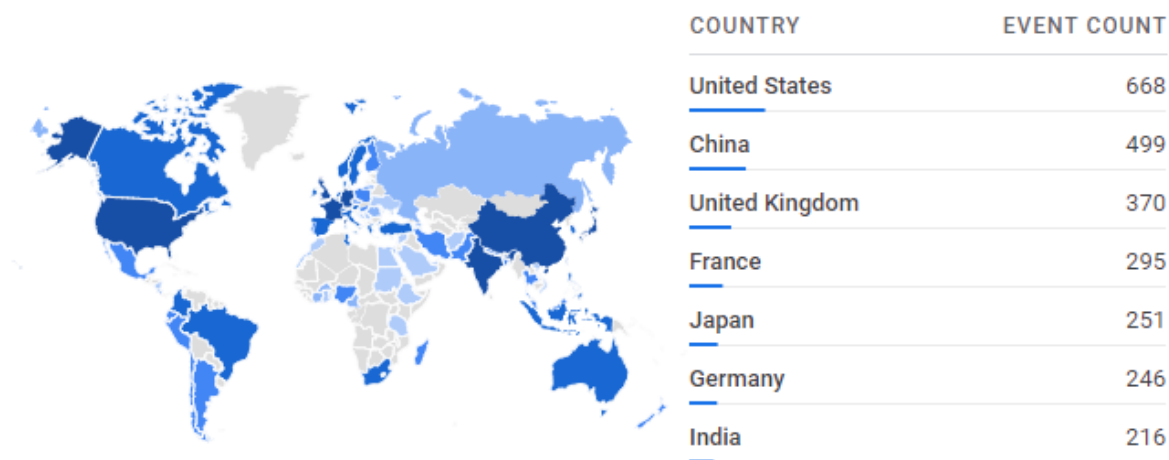 COUNTRY EVENT COUNT
United States 668
China 499
United Kingdom 370
France 295
Japan 251
Germany 246
India 216